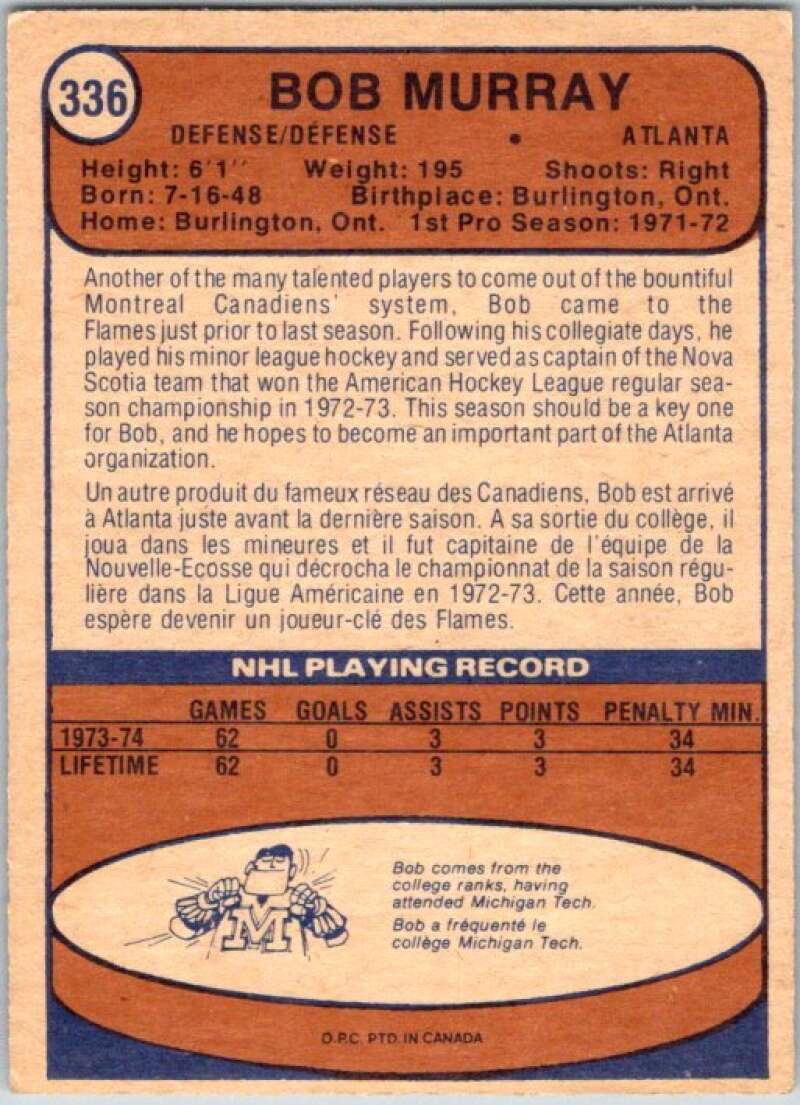 336
BOB MURRAY
DEFENSE/DÉFENSE • ATLANTA
Height: 6'1'' Weight: 195 Shoots: Right
Born: 7-16-48 Birthplace: Burlington, Ont.
Home: Burlington, Ont. 1st Pro Season: 1971-72
Another of the many talented players to come out of the bountiful
Montreal Canadiens' system, Bob came to the
Flames just prior to last season. Following his collegiate days, he
played his minor league hockey and served as captain of the Nova
Scotia team that won the American Hockey League regular sea-
son championship in 1972-73. This season should be a key one
for Bob, and he hopes to become an important part of the Atlanta
organization.
Un autre produit du fameux réseau des Canadiens, Bob est arrivé
à Atlanta juste avant la dernière saison. A sa sortie du collège, il
joua dans les mineures et il fut capitaine de l'équipe de la
Nouvelle-Ecosse qui décrocha le championnat de la saison régu-
lière dans la Ligue Américaine en 1972-73. Cette année, Bob
espère devenir un joueur-clé des Flames.
NHL PLAYING RECORD
GAMES GOALS ASSISTS POINTS PENALTY MIN.
1973-74 62 0 3 3 34
LIFETIME 62 0 3 3 34
M
Bob comes from the
college ranks, having
attended Michigan Tech.
Bob a fréquenté le
collège Michigan Tech.
O.P.C. PTD. IN CANADA